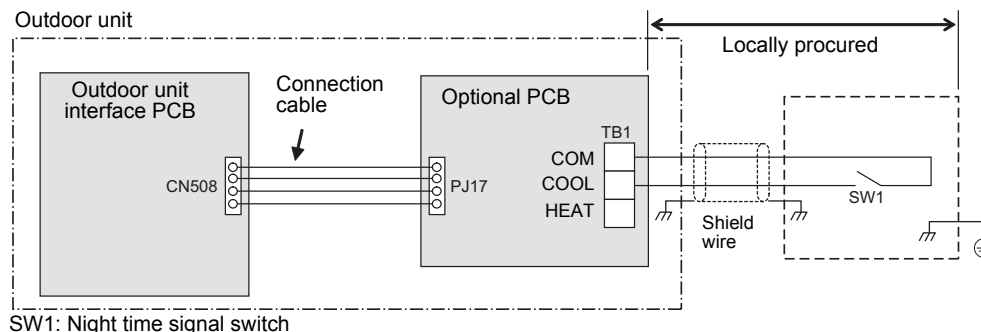 Outdoor unit
Locally procured
Outdoor unit
interface PCB
Connection
cable
Optional PCB
TB1
COM
COOL
HEAT
CN508
PJ17
SW1
Shield
wire
SW1: Night time signal switch